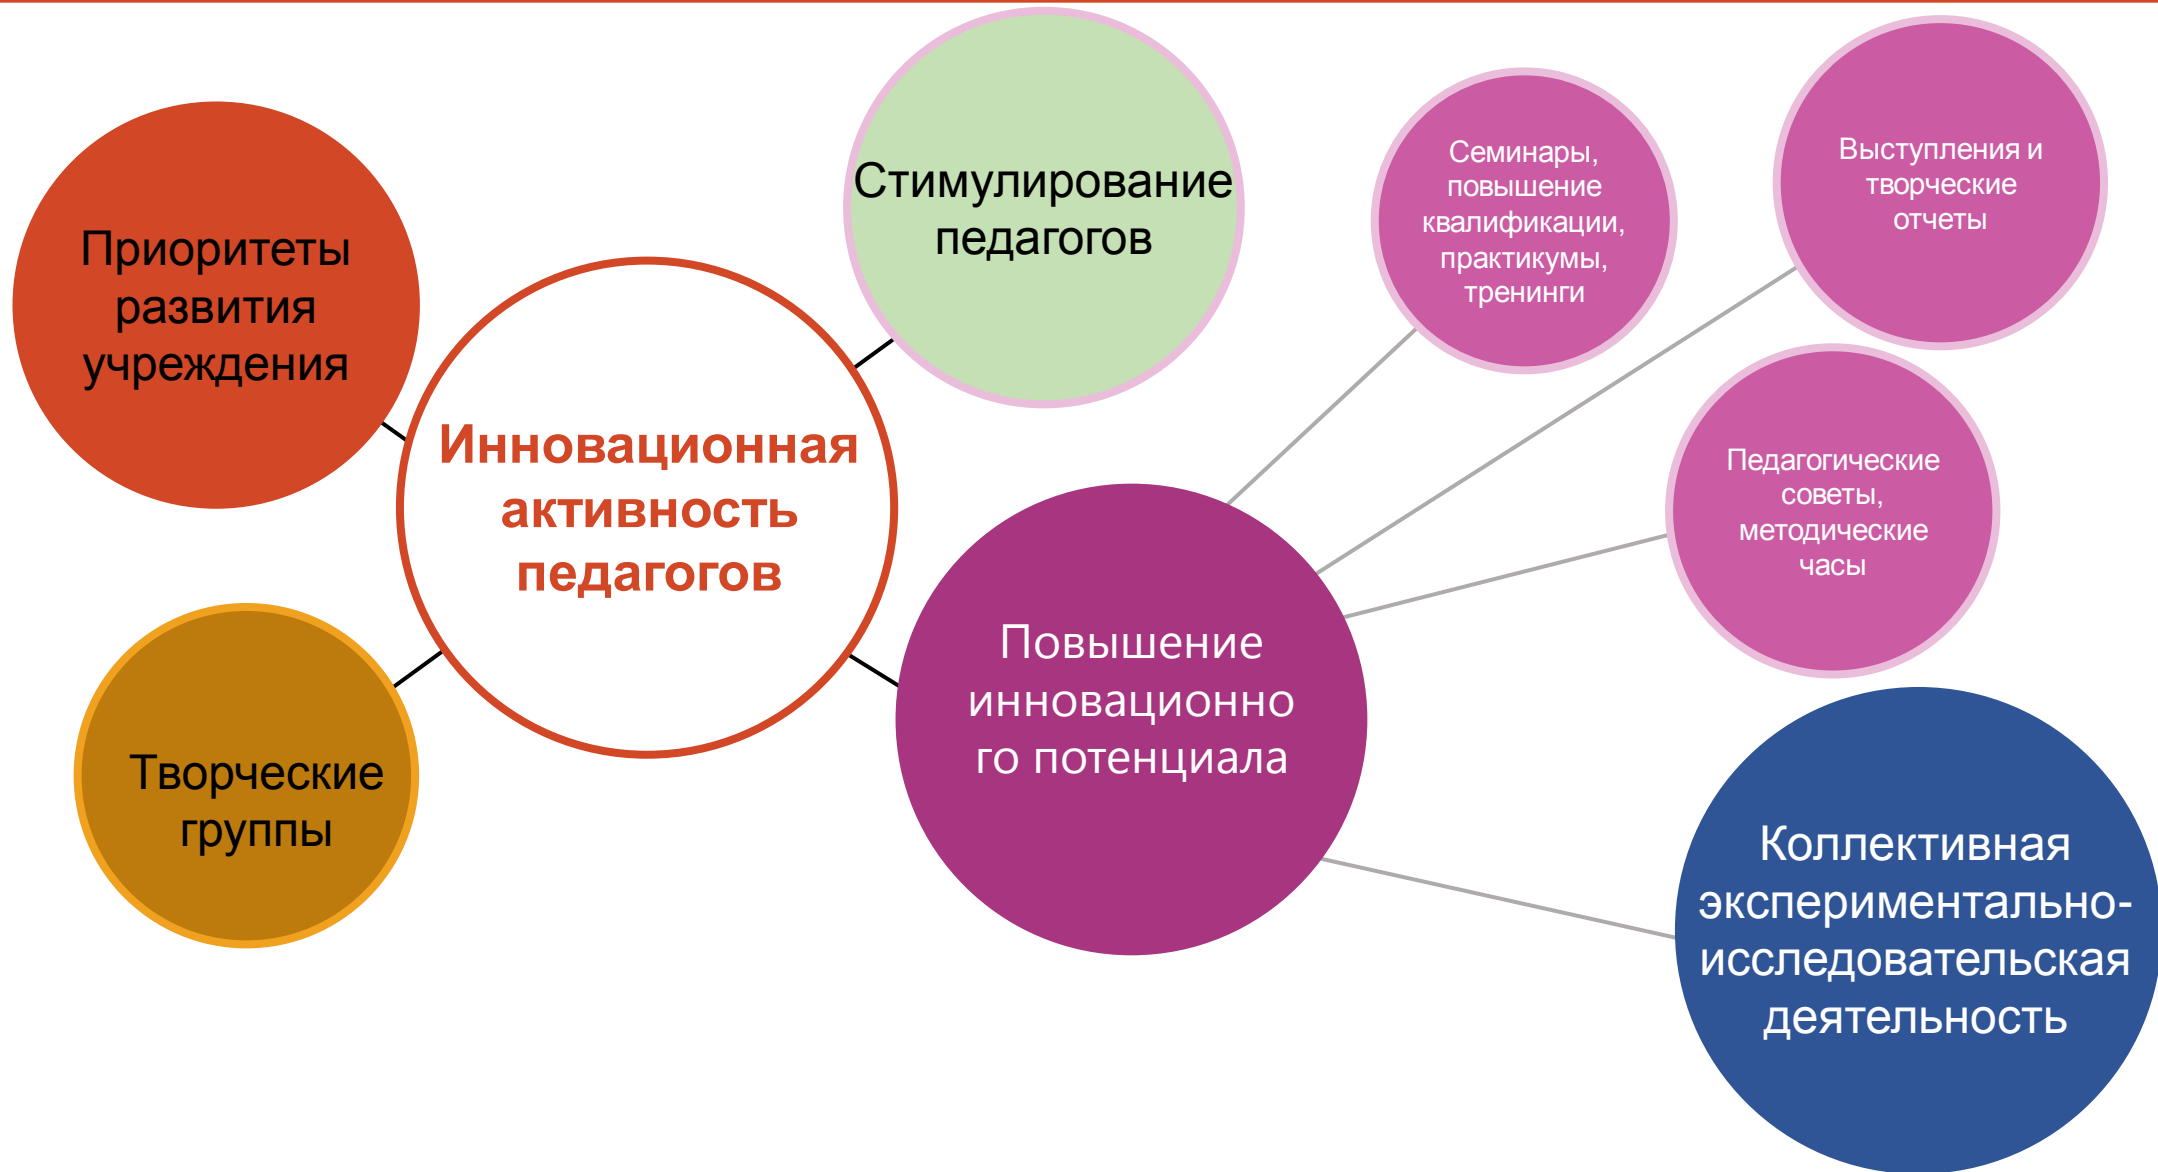 Приоритеты
развития
учреждения
Инновационная
активность
педагогов
Стимулирование
педагогов
Творческие
группы
Повышение
инновационно
го потенциала
Семинары,
повышение
квалификации,
практикумы,
тренинги
Выступления и
творческие
отчеты
Педагогические
советы,
методические
часы
Коллективная
экспериментально-
исследовательская
деятельность